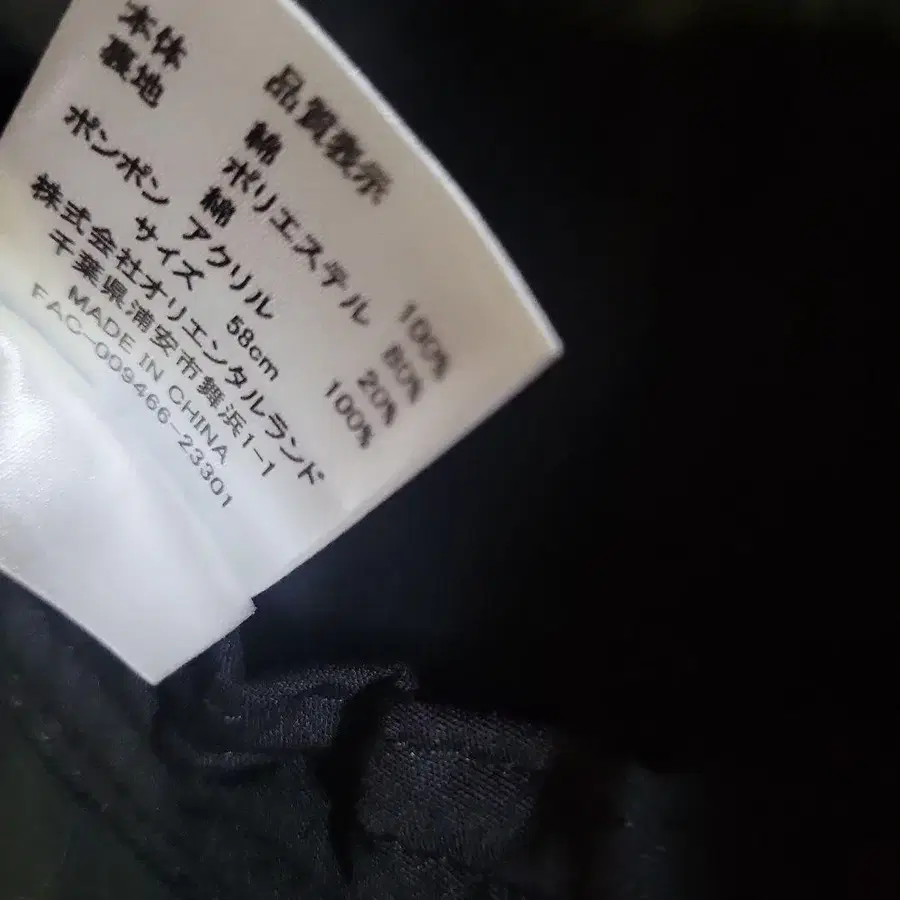 品質表示
本体 綿 100%
裏地 ポリエステル 80%
綿 20%
ポンポン アクリル 100%
サイズ 58cm
株式会社オリエンタルランド
千葉県浦安市舞浜1-1
MADE IN CHINA
FAC-009466-23301